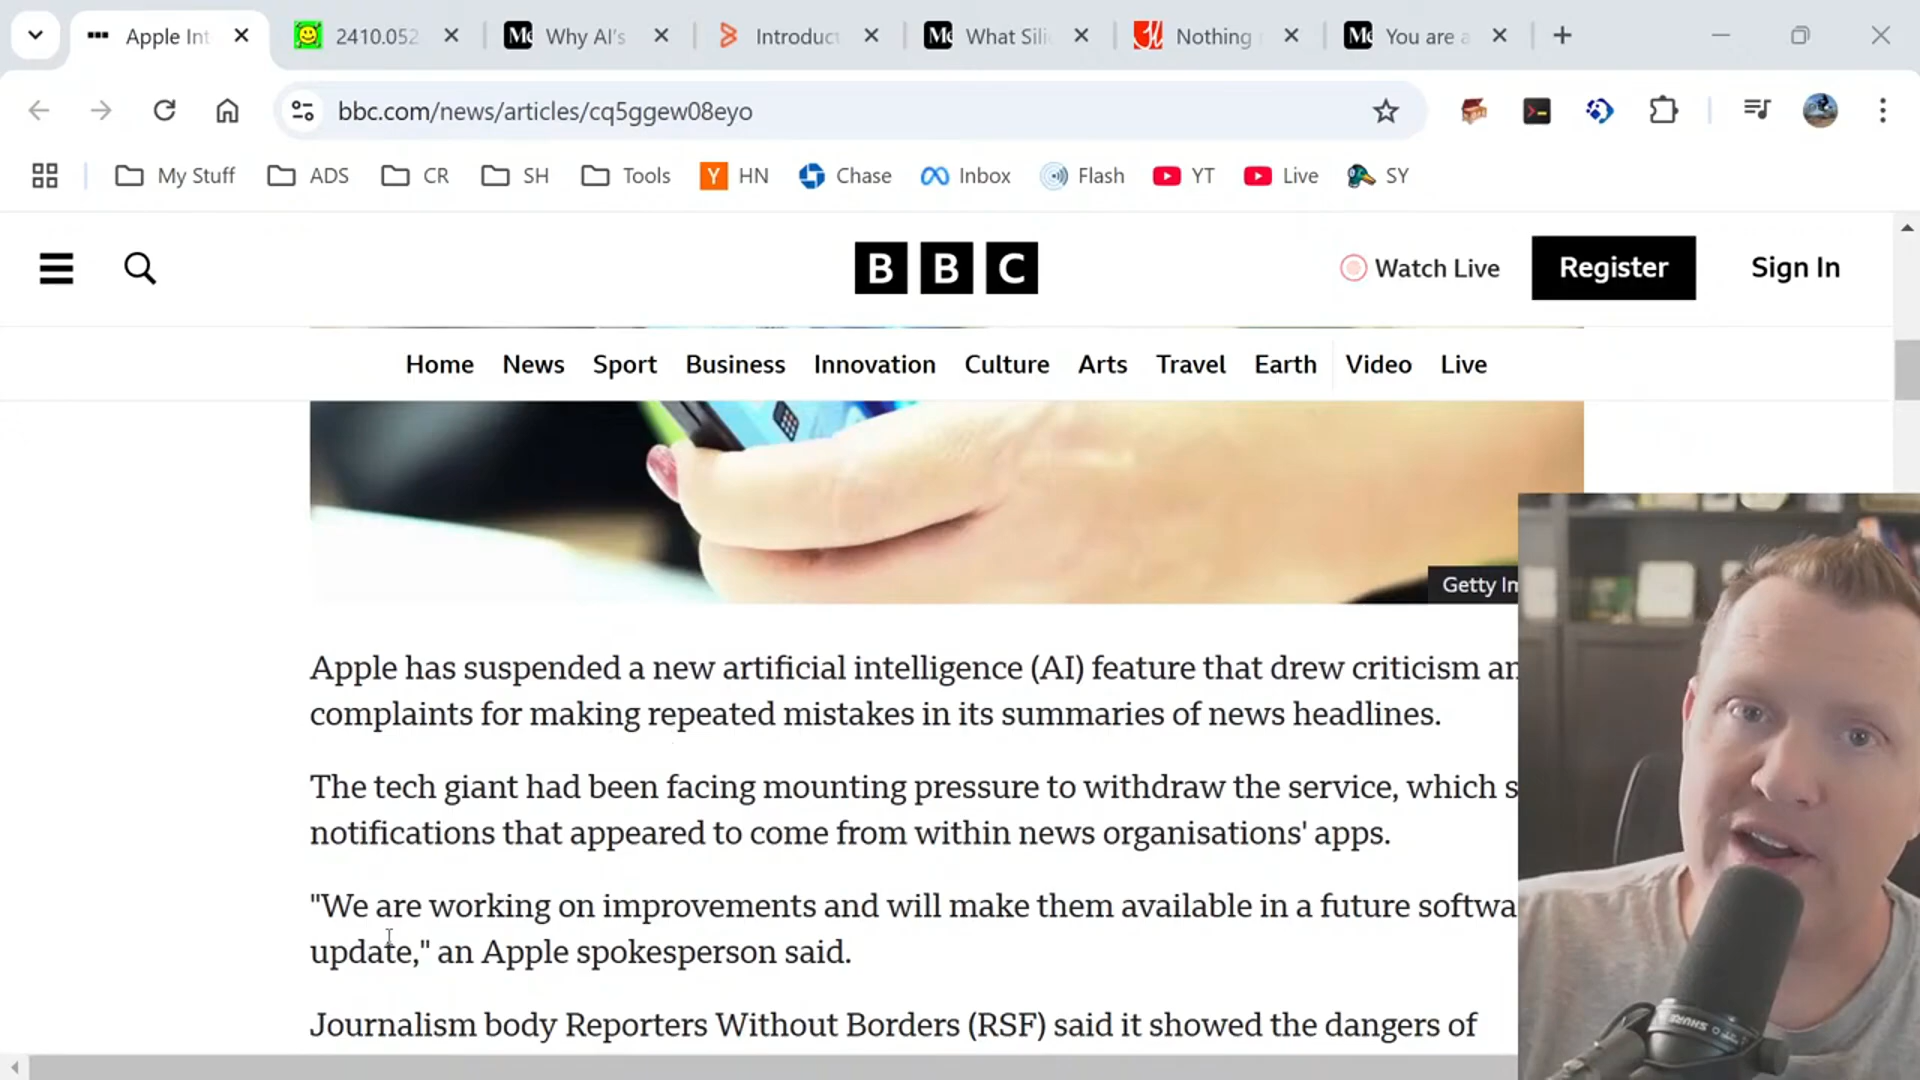 Apple Int
2410.052
Why AI's
Introduct
What Sili
Nothing
You are a
bbc.com/news/articles/cq5ggew08eyo
My Stuff ADS CR SH Tools HN Chase Inbox Flash YT Live SY
BBC
Watch Live
Register
Sign In
Home News Sport Business Innovation Culture Arts Travel Earth Video Live
Getty Im
Apple has suspended a new artificial intelligence (AI) feature that drew criticism an
complaints for making repeated mistakes in its summaries of news headlines.
The tech giant had been facing mounting pressure to withdraw the service, which s
notifications that appeared to come from within news organisations' apps.
"We are working on improvements and will make them available in a future softwa
update," an Apple spokesperson said.
Journalism body Reporters Without Borders (RSF) said it showed the dangers of
SHURE